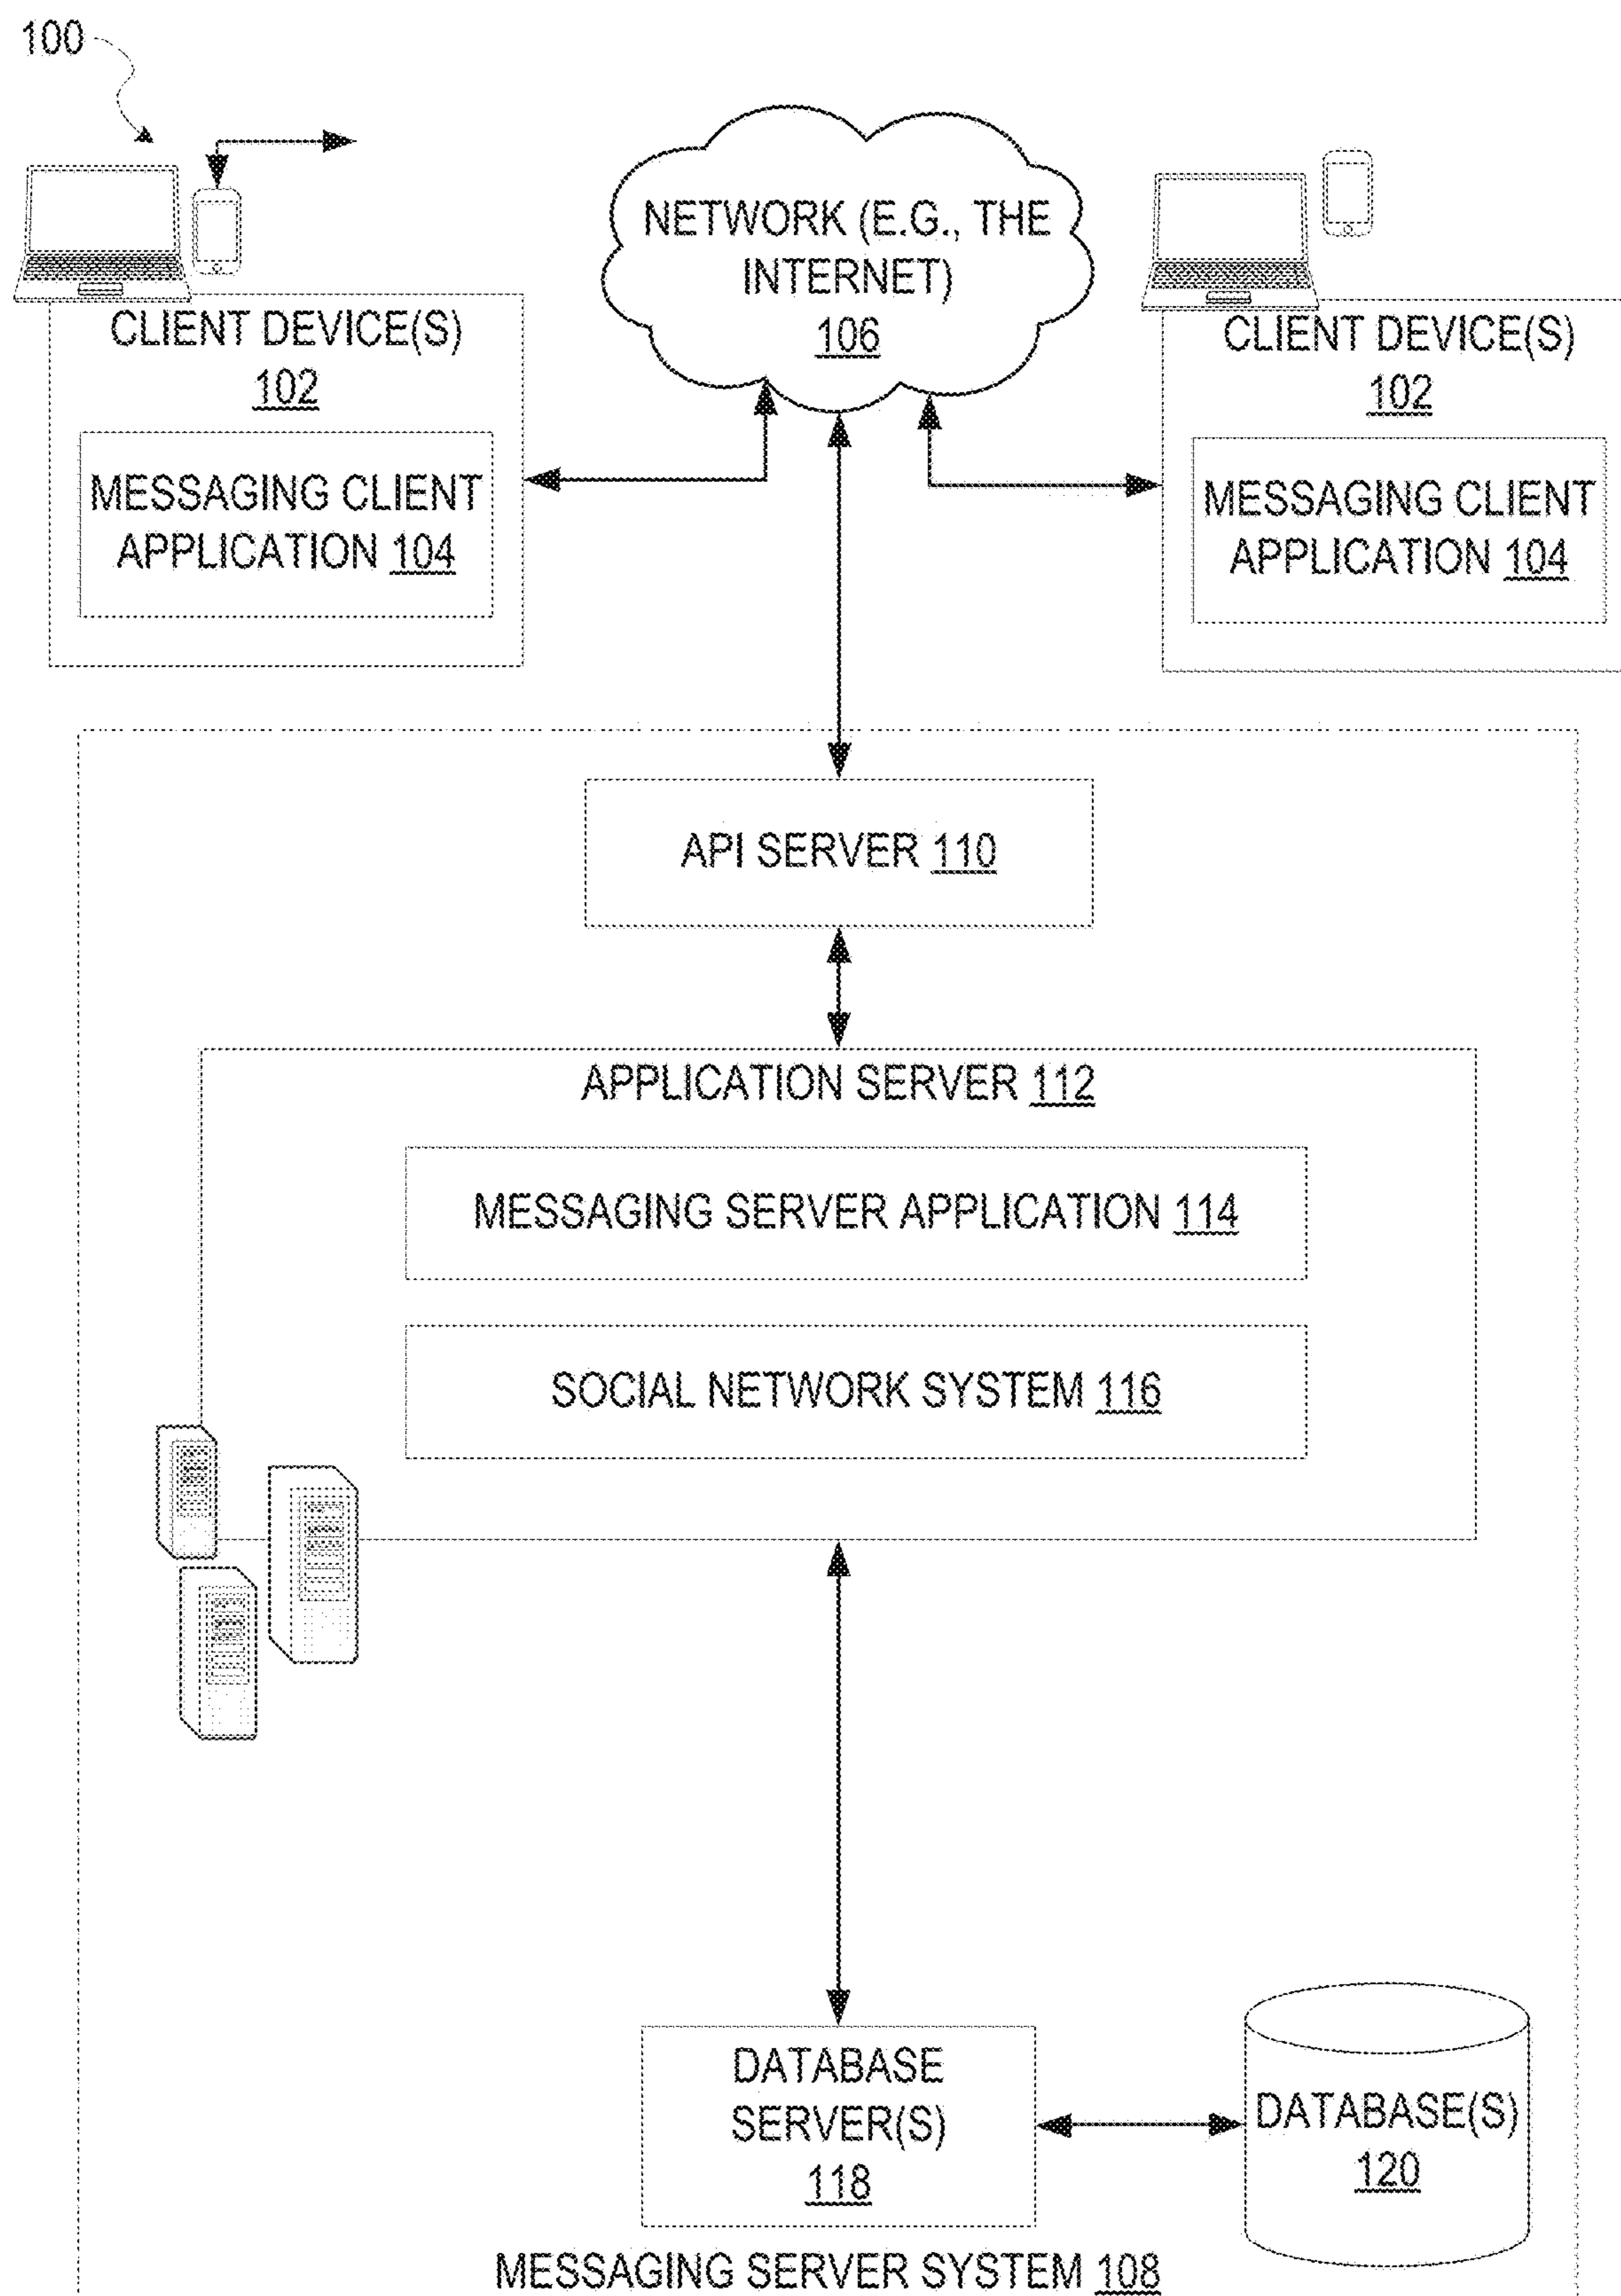 100
NETWORK (E.G., THE
INTERNET)
106
CLIENT DEVICE(S)
102
MESSAGING CLIENT
APPLICATION 104
CLIENT DEVICE(S)
102
MESSAGING CLIENT
APPLICATION 104
API SERVER 110
APPLICATION SERVER 112
MESSAGING SERVER APPLICATION 114
SOCIAL NETWORK SYSTEM 116
DATABASE
SERVER(S)
118
DATABASE(S)
120
MESSAGING SERVER SYSTEM 108